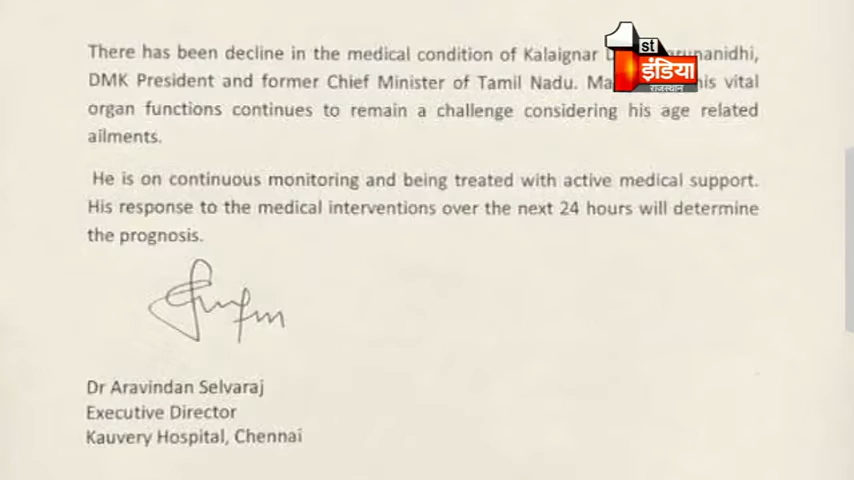 There has been decline in the medical condition of Kalaignar
DMK President and former Chief Minister of Tamil Nadu. his vital
organ functions continues to remain a challenge considering his age related
ailments.
He is on continuous monitoring and being treated with active medical support.
His response to the medical interventions over the next 24 hours will determine
the prognosis.
Dr Aravindan Selvaraj
Executive Director
Kauvery Hospital, Chennai
1st
इंडिया
राजस्थान